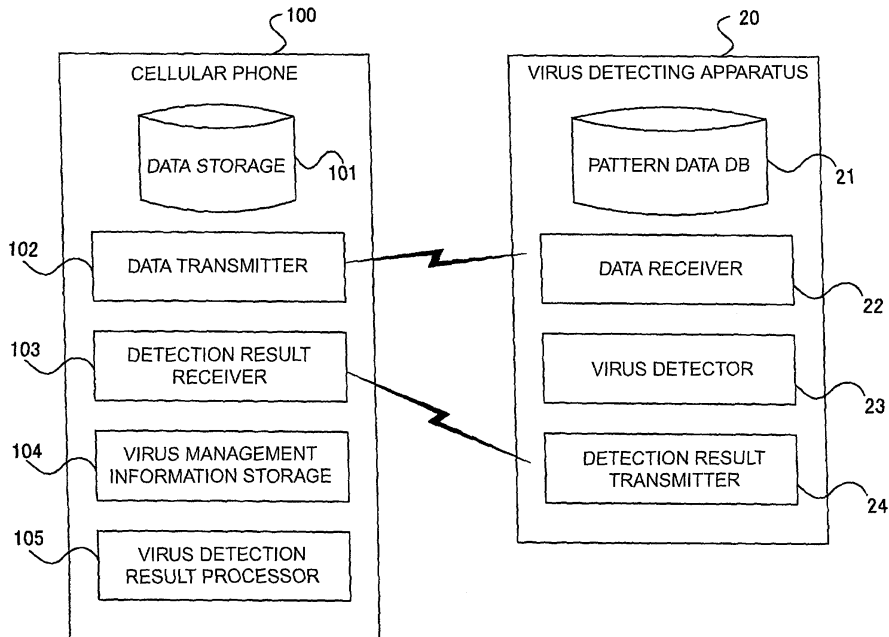 100
CELLULAR PHONE
DATA STORAGE
101
102
DATA TRANSMITTER
103
DETECTION RESULT
RECEIVER
104
VIRUS MANAGEMENT
INFORMATION STORAGE
105
VIRUS DETECTION
RESULT PROCESSOR
20
VIRUS DETECTING APPARATUS
PATTERN DATA DB
21
DATA RECEIVER
22
VIRUS DETECTOR
23
DETECTION RESULT
TRANSMITTER
24